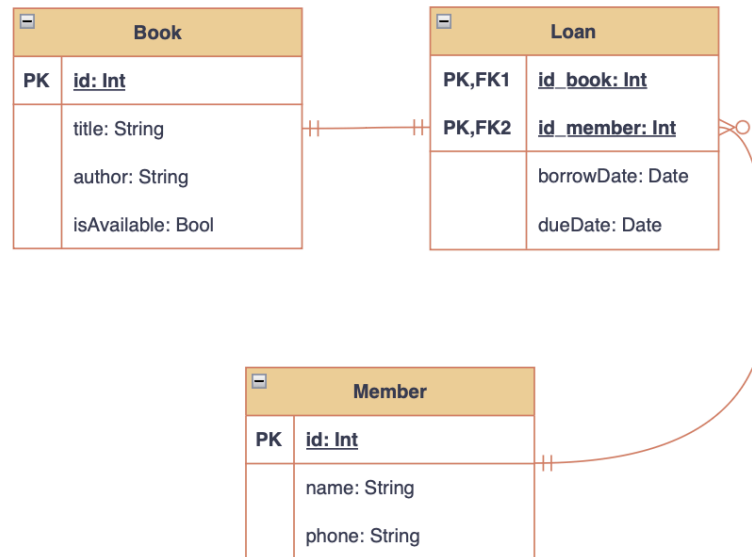 Book
PK id: Int
title: String
author: String
isAvailable: Bool
Loan
PK,FK1 id_book: Int
PK,FK2 id_member: Int
borrowDate: Date
dueDate: Date
Member
PK id: Int
name: String
phone: String